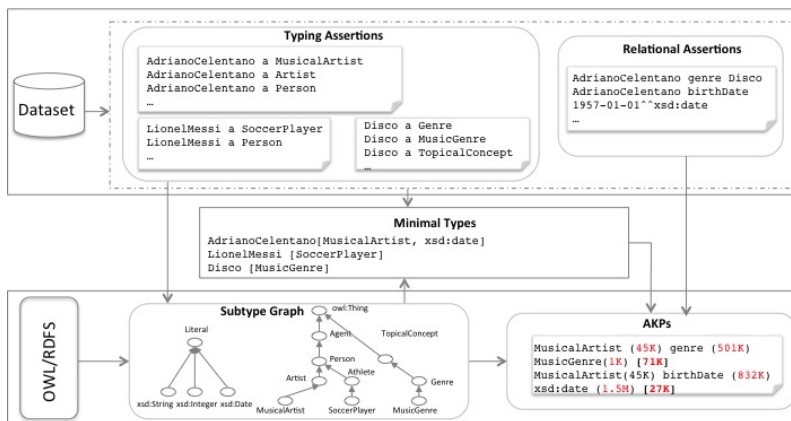 Typing Assertions
AdrianoCelentano a MusicalArtist
AdrianoCelentano a Artist
AdrianoCelentano a Person
…
LionelMessi a SoccerPlayer
LionelMessi a Person
…
Disco a Genre
Disco a MusicGenre
Disco a TopicalConcept
…
Relational Assertions
AdrianoCelentano genre Disco
AdrianoCelentano birthDate
1957-01-01^^xsd:date
…
Dataset
Minimal Types
AdrianoCelentano[MusicalArtist, xsd:date]
LionelMessi [SoccerPlayer]
Disco [MusicGenre]
OWL/RDFS
Subtype Graph
Literal
xsd:String xsd:Integer xsd:Date
owl:Thing
Agent
TopicalConcept
Person
Athlete
Artist
Genre
MusicalArtist
SoccerPlayer
MusicGenre
AKPs
MusicalArtist (45K) genre (501K)
MusicGenre(1K) [71K]
MusicalArtist(45K) birthDate (832K)
xsd:date (1.5M) [27K]